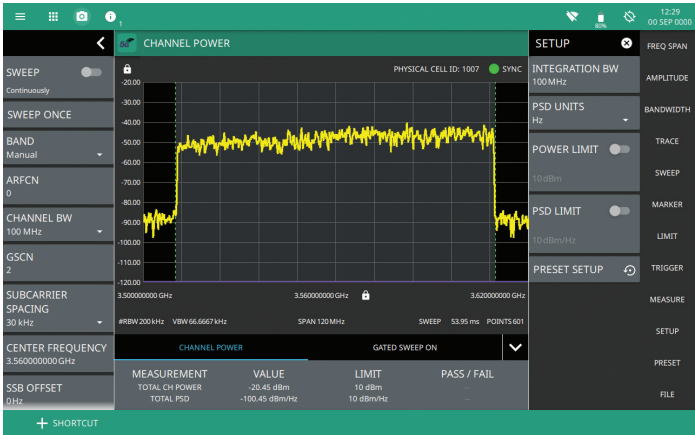 1
80%
12:29
00 SEP 0000
SWEEP
Continuously
SWEEP ONCE
BAND
Manual
ARFCN
0
CHANNEL BW
100 MHz
GSCN
2
SUBCARRIER
SPACING
30 kHz
CENTER FREQUENCY
3.560000000 GHz
SSB OFFSET
0 Hz
SHORTCUT
5G CHANNEL POWER
PHYSICAL CELL ID: 1007 SYNC
-20.00
-30.00
-40.00
-50.00
-60.00
-70.00
-80.00
-90.00
-100.00
-110.00
-120.00
3.500000000 GHz 3.560000000 GHz 3.620000000 GHz
#RBW 200 kHz VBW 66.6667 kHz SPAN 120 MHz SWEEP 53.95 ms POINTS 601
CHANNEL POWER GATED SWEEP ON
MEASUREMENT VALUE LIMIT PASS / FAIL
TOTAL CH POWER -20.45 dBm 10 dBm --
TOTAL PSD -100.45 dBm/Hz 10 dBm/Hz --
SETUP
INTEGRATION BW
100 MHz
PSD UNITS
Hz
POWER LIMIT
10 dBm
PSD LIMIT
10 dBm/Hz
PRESET SETUP
FREQ SPAN
AMPLITUDE
BANDWIDTH
TRACE
SWEEP
MARKER
LIMIT
TRIGGER
MEASURE
SETUP
PRESET
FILE